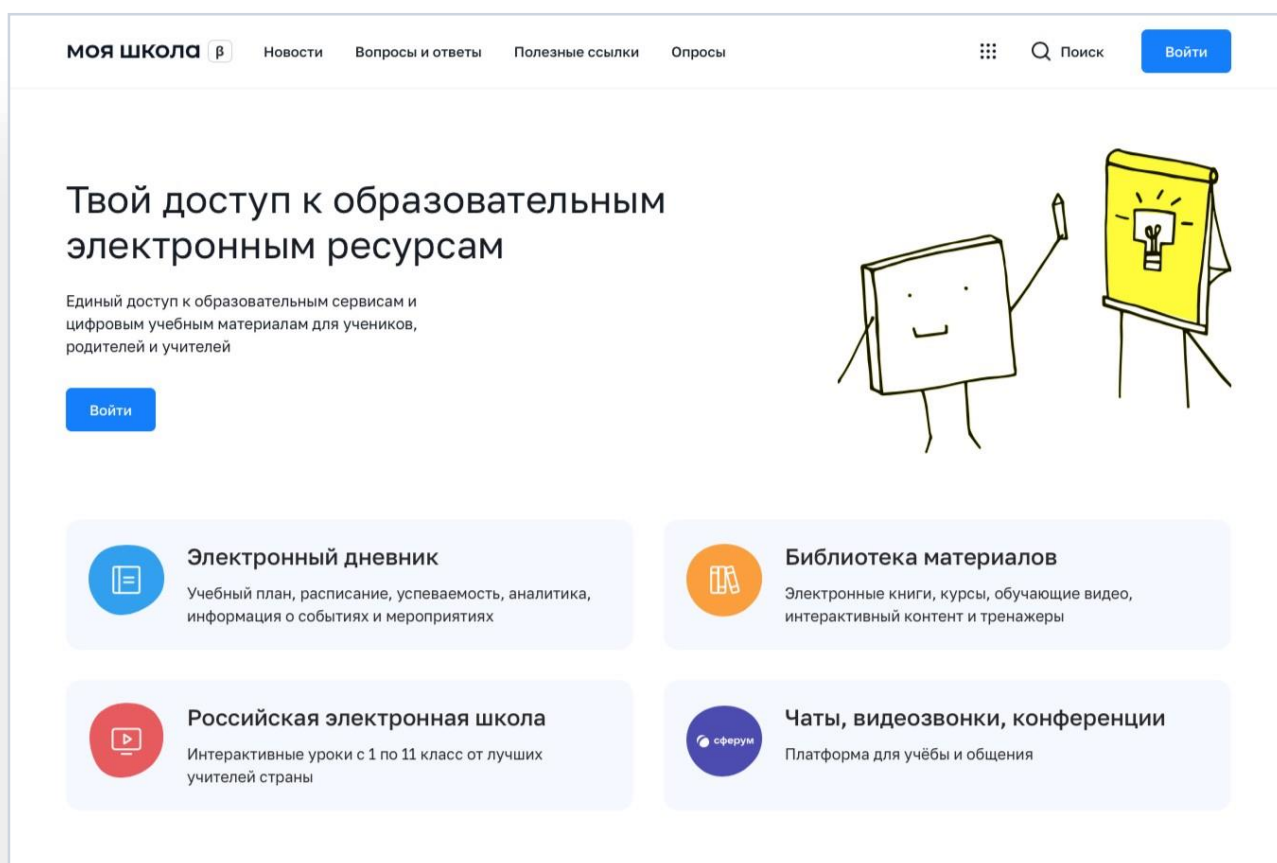 моя школа β Новости Вопросы и ответы Полезные ссылки Опросы Поиск Войти
Твой доступ к образовательным
электронным ресурсам
Единый доступ к образовательным сервисам и
цифровым учебным материалам для учеников,
родителей и учителей
Войти
Электронный дневник
Учебный план, расписание, успеваемость, аналитика,
информация о событиях и мероприятиях
Библиотека материалов
Электронные книги, курсы, обучающие видео,
интерактивный контент и тренажеры
Российская электронная школа
Интерактивные уроки с 1 по 11 класс от лучших
учителей страны
сферум
Чаты, видеозвонки, конференции
Платформа для учёбы и общения